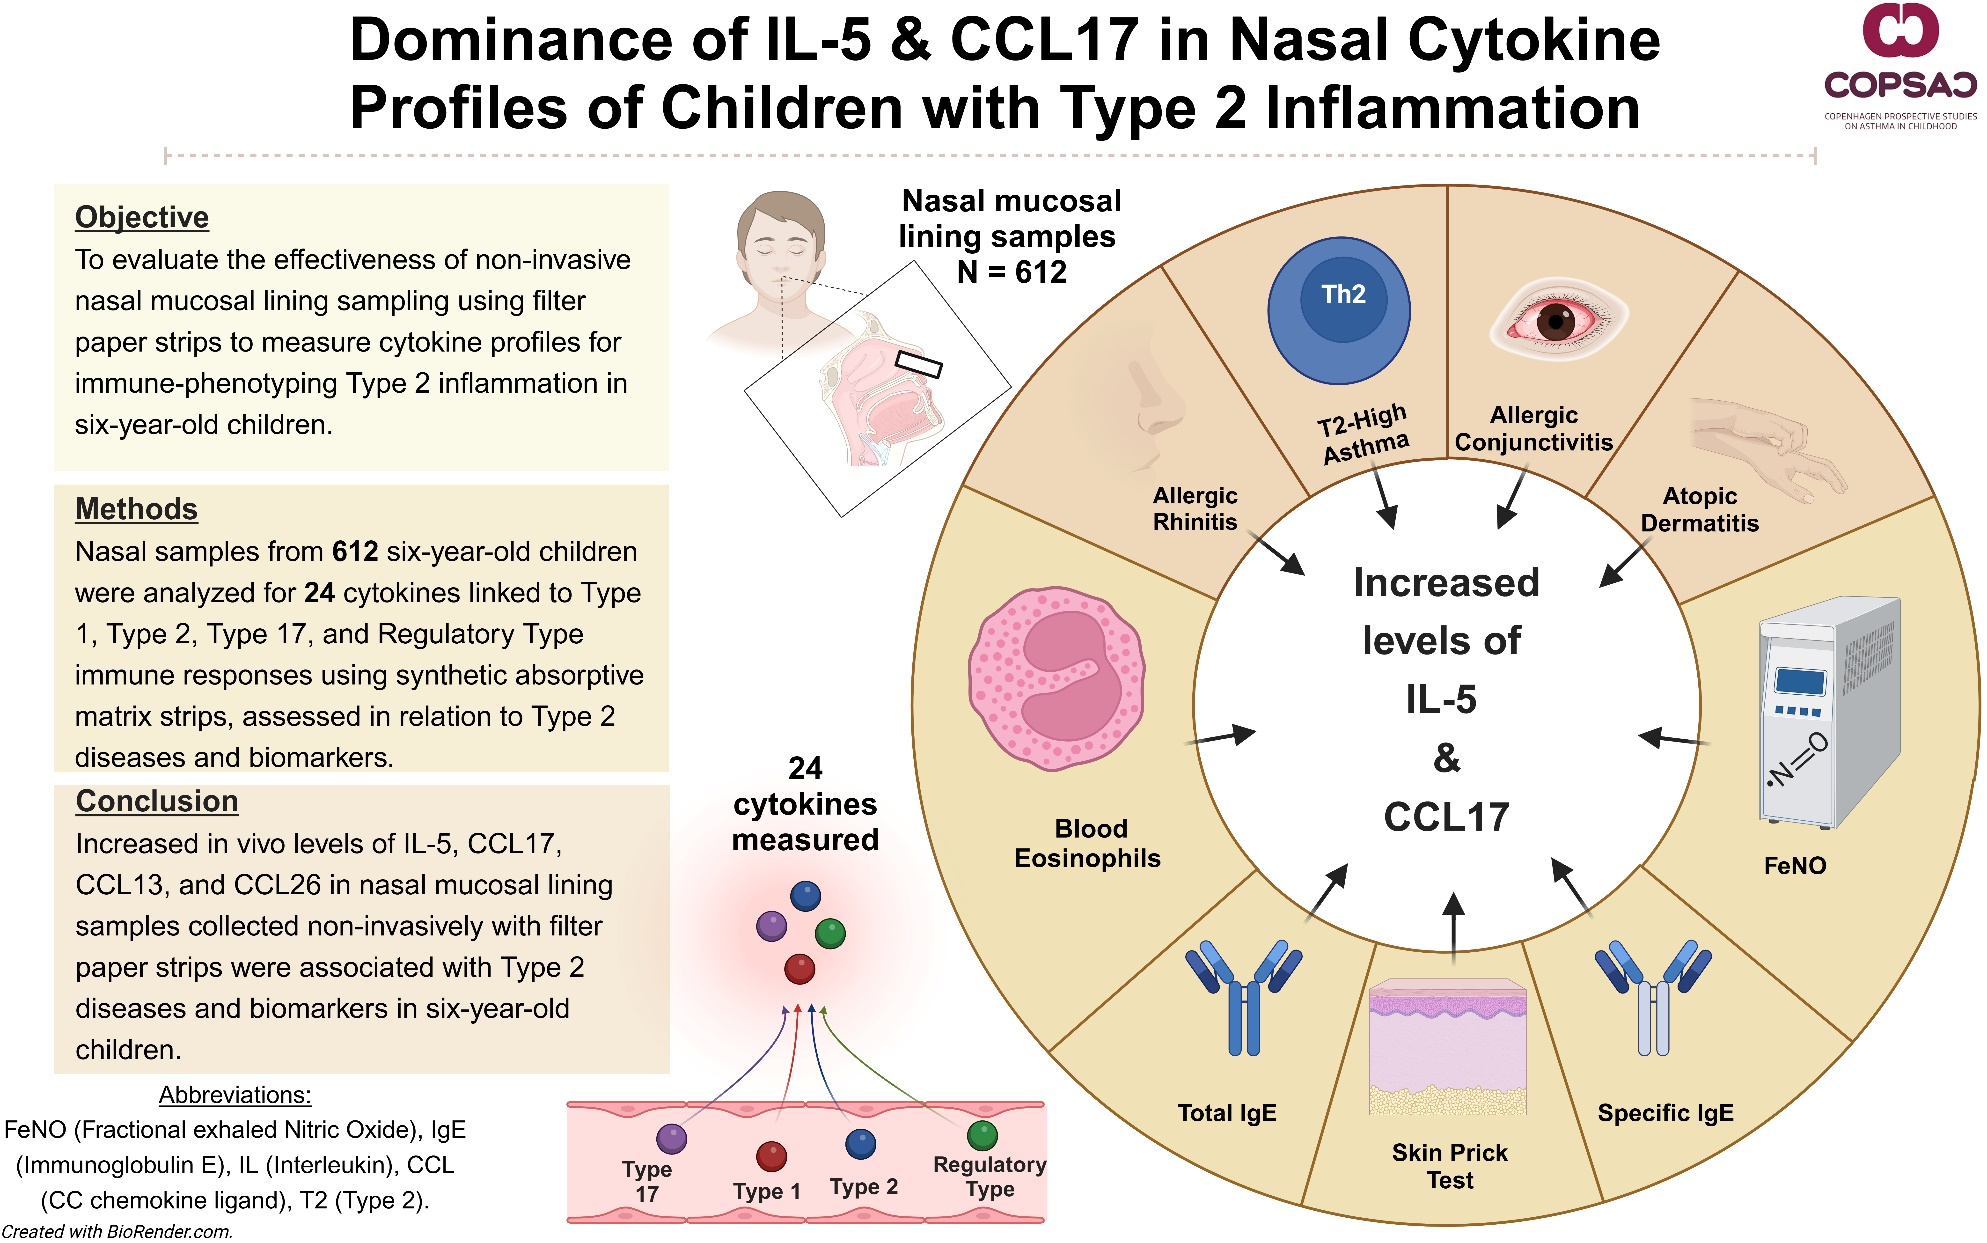 Dominance of IL-5 & CCL17 in Nasal Cytokine
Profiles of Children with Type 2 Inflammation
COPSAC
COPENHAGEN PROSPECTIVE STUDIES
ON ASTHMA IN CHILDHOOD
Objective
To evaluate the effectiveness of non-invasive
nasal mucosal lining sampling using filter
paper strips to measure cytokine profiles for
immune-phenotyping Type 2 inflammation in
six-year-old children.
Methods
Nasal samples from 612 six-year-old children
were analyzed for 24 cytokines linked to Type
1, Type 2, Type 17, and Regulatory Type
immune responses using synthetic absorptive
matrix strips, assessed in relation to Type 2
diseases and biomarkers.
Conclusion
Increased in vivo levels of IL-5, CCL17,
CCL13, and CCL26 in nasal mucosal lining
samples collected non-invasively with filter
paper strips were associated with Type 2
diseases and biomarkers in six-year-old
children.
Abbreviations:
FeNO (Fractional exhaled Nitric Oxide), IgE
(Immunoglobulin E), IL (Interleukin), CCL
(CC chemokine ligand), T2 (Type 2).
Created with BioRender.com.
Nasal mucosal
lining samples
N = 612
24
cytokines
measured
Type
17
Type 1
Type 2
Regulatory
Type
Allergic
Rhinitis
Th2
T2-High
Asthma
Allergic
Conjunctivitis
Atopic
Dermatitis
Increased
levels of
IL-5
&
CCL17
Blood
Eosinophils
•N=O
FeNO
Total IgE
Skin Prick
Test
Specific IgE